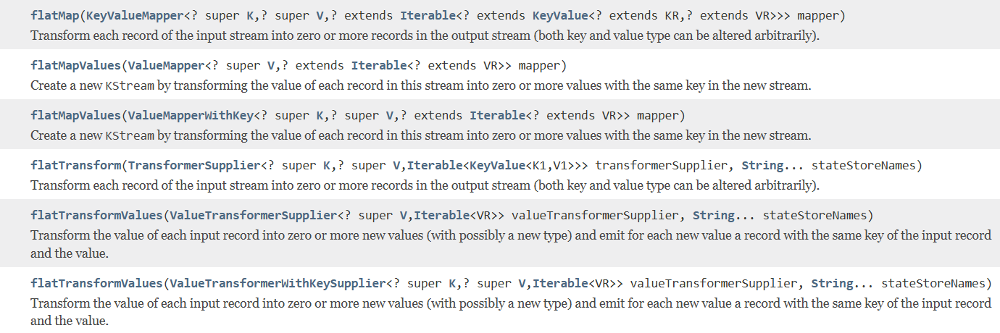 flatMap(KeyValueMapper<? super K,? super V,? extends Iterable<? extends KeyValue<? extends KR,? extends VR>>> mapper)
Transform each record of the input stream into zero or more records in the output stream (both key and value type can be altered arbitrarily).
flatMapValues(ValueMapper<? super V,? extends Iterable<? extends VR>> mapper)
Create a new KStream by transforming the value of each record in this stream into zero or more values with the same key in the new stream.
flatMapValues(ValueMapperWithKey<? super K,? super V,? extends Iterable<? extends VR>> mapper)
Create a new KStream by transforming the value of each record in this stream into zero or more values with the same key in the new stream.
flatTransform(TransformerSupplier<? super K,? super V,Iterable<KeyValue<K1,V1>>> transformerSupplier, String... stateStoreNames)
Transform each record of the input stream into zero or more records in the output stream (both key and value type can be altered arbitrarily).
flatTransformValues(ValueTransformerSupplier<? super V,Iterable<VR>> valueTransformerSupplier, String... stateStoreNames)
Transform the value of each input record into zero or more new values (with possibly a new type) and emit for each new value a record with the same key of the input record
and the value.
flatTransformValues(ValueTransformerWithKeySupplier<? super K,? super V,Iterable<VR>> valueTransformerSupplier, String... stateStoreNames)
Transform the value of each input record into zero or more new values (with possibly a new type) and emit for each new value a record with the same key of the input record
and the value.